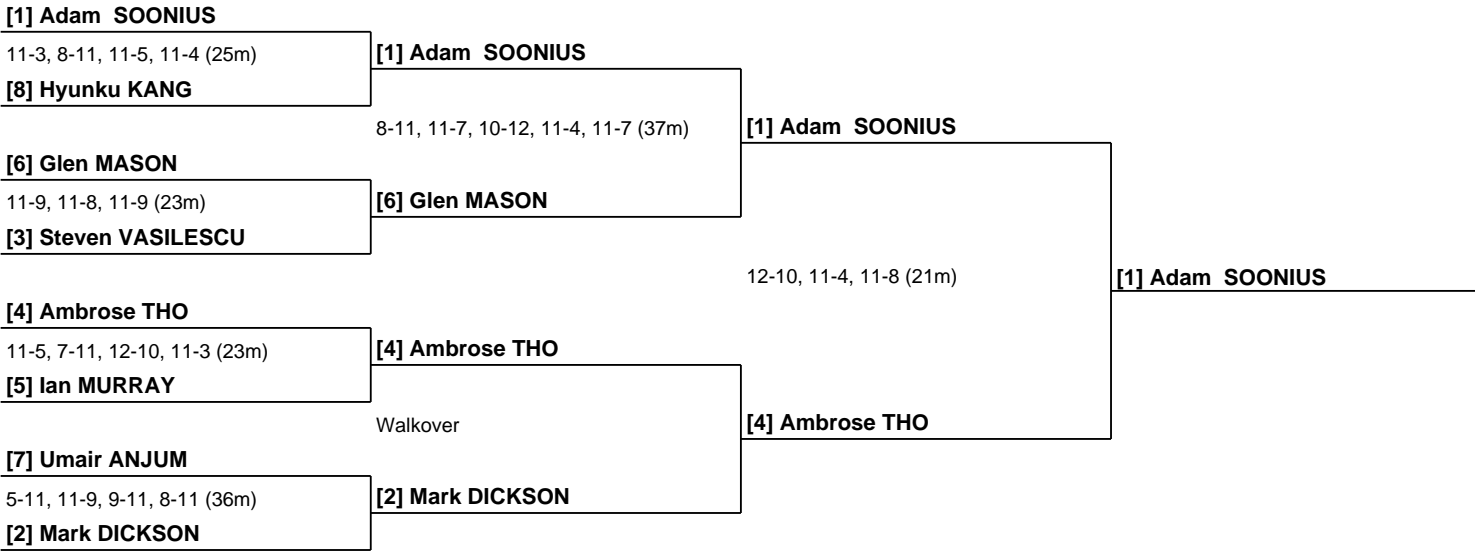 [1] Adam  SOONIUS
11-3, 8-11, 11-5, 11-4 (25m)
[8] Hyunku KANG
[6] Glen MASON
11-9, 11-8, 11-9 (23m)
[3] Steven VASILESCU
[4] Ambrose THO
11-5, 7-11, 12-10, 11-3 (23m)
[5] Ian MURRAY
[7] Umair ANJUM
5-11, 11-9, 9-11, 8-11 (36m)
[2] Mark DICKSON
[1] Adam  SOONIUS
8-11, 11-7, 10-12, 11-4, 11-7 (37m)
[6] Glen MASON
[4] Ambrose THO
Walkover
[2] Mark DICKSON
[1] Adam  SOONIUS
12-10, 11-4, 11-8 (21m)
[4] Ambrose THO
[1] Adam  SOONIUS